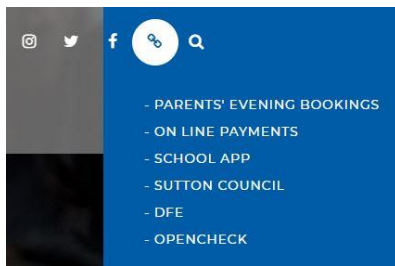 - PARENTS' EVENING BOOKINGS
- ON LINE PAYMENTS
- SCHOOL APP
- SUTTON COUNCIL
- DFE
- OPENCHECK